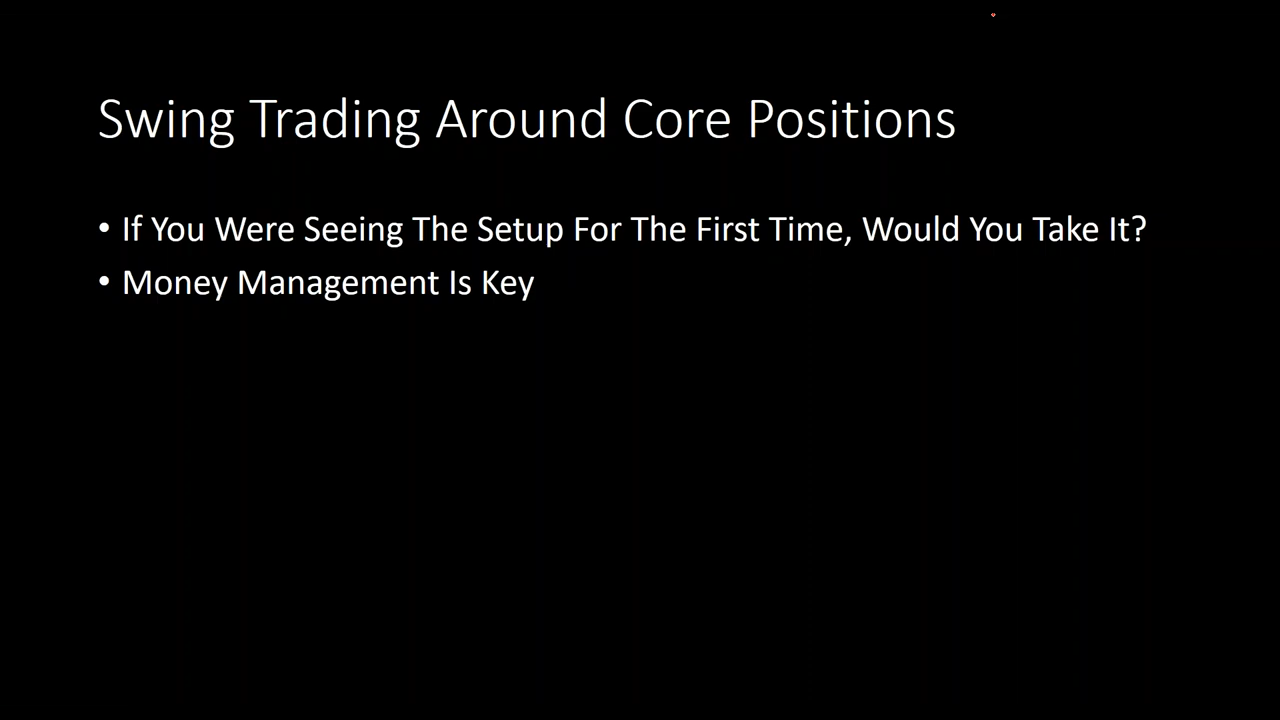 Swing Trading Around Core Positions
• If You Were Seeing The Setup For The First Time, Would You Take It?
• Money Management Is Key